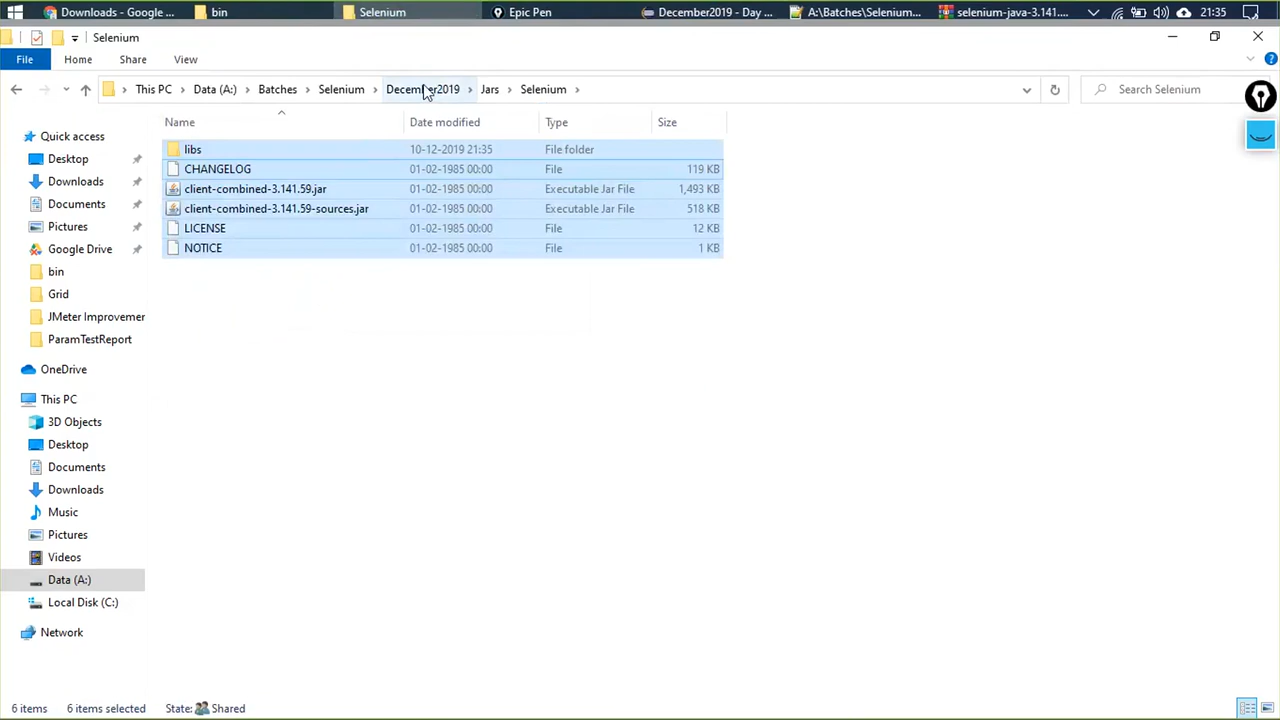 Downloads - Google ...
bin
Selenium
Epic Pen
December2019 - Day ...
A:\Batches\Selenium...
selenium-java-3.141....
21:35
Selenium
File
Home
Share
View
This PC
Data (A:)
Batches
Selenium
December2019
Jars
Selenium
Search Selenium
Name
Date modified
Type
Size
libs
10-12-2019 21:35
File folder
CHANGELOG
01-02-1985 00:00
File
119 KB
client-combined-3.141.59.jar
01-02-1985 00:00
Executable Jar File
1,493 KB
client-combined-3.141.59-sources.jar
01-02-1985 00:00
Executable Jar File
518 KB
LICENSE
01-02-1985 00:00
File
12 KB
NOTICE
01-02-1985 00:00
File
1 KB
Quick access
Desktop
Downloads
Documents
Pictures
Google Drive
bin
Grid
JMeter Improvemer
ParamTestReport
OneDrive
This PC
3D Objects
Desktop
Documents
Downloads
Music
Pictures
Videos
Data (A:)
Local Disk (C:)
Network
6 items
6 items selected
State:
Shared